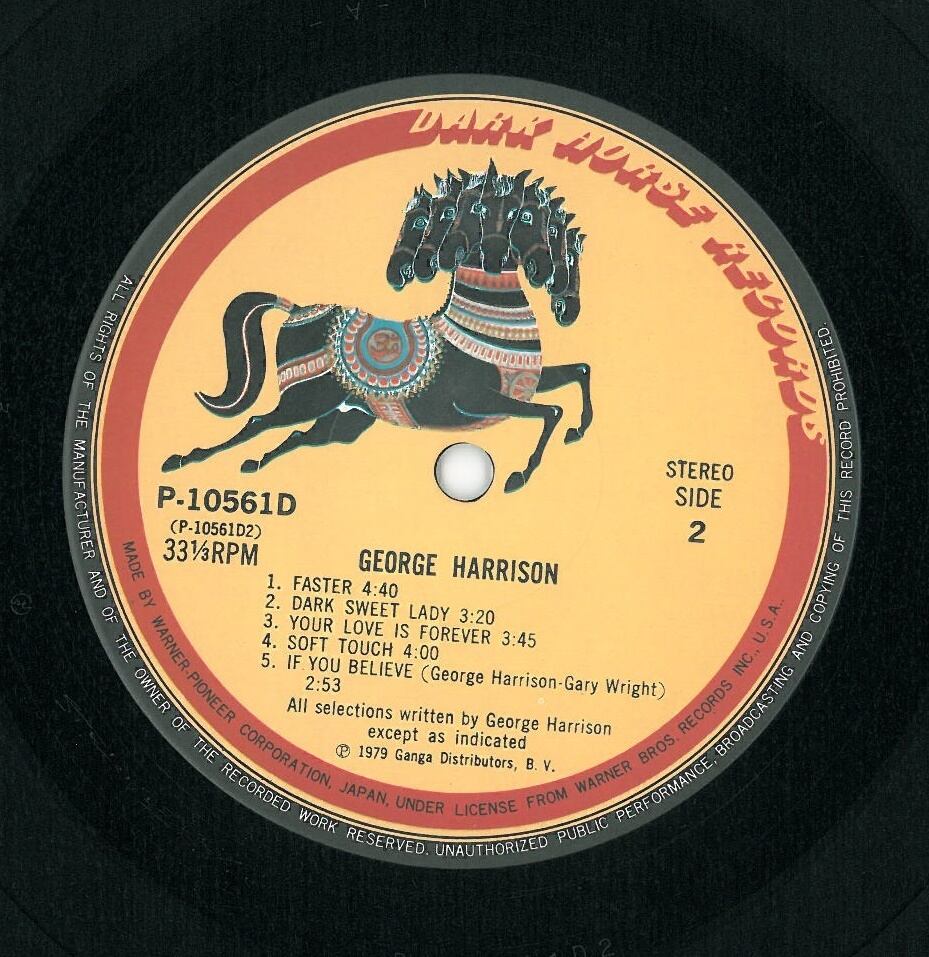 DARK HORSE RECORDS
STEREO
SIDE
2
P-10561D
(P-10561D2)
33⅓RPM
GEORGE HARRISON
1. FASTER 4:40
2. DARK SWEET LADY 3:20
3. YOUR LOVE IS FOREVER 3:45
4. SOFT TOUCH 4:00
5. IF YOU BELIEVE (George Harrison-Gary Wright)
2:53
All selections written by George Harrison
except as indicated
Ⓟ 1979 Ganga Distributors, B. V.
MADE BY WARNER-PIONEER CORPORATION, JAPAN, UNDER LICENSE FROM WARNER BROS. RECORDS INC., U.S.A..
ALL RIGHTS OF THE MANUFACTURER AND OF THE OWNER OF THE RECORDED WORK RESERVED. UNAUTHORIZED PUBLIC PERFORMANCE, BROADCASTING AND COPYING OF THIS RECORD PROHIBITED.